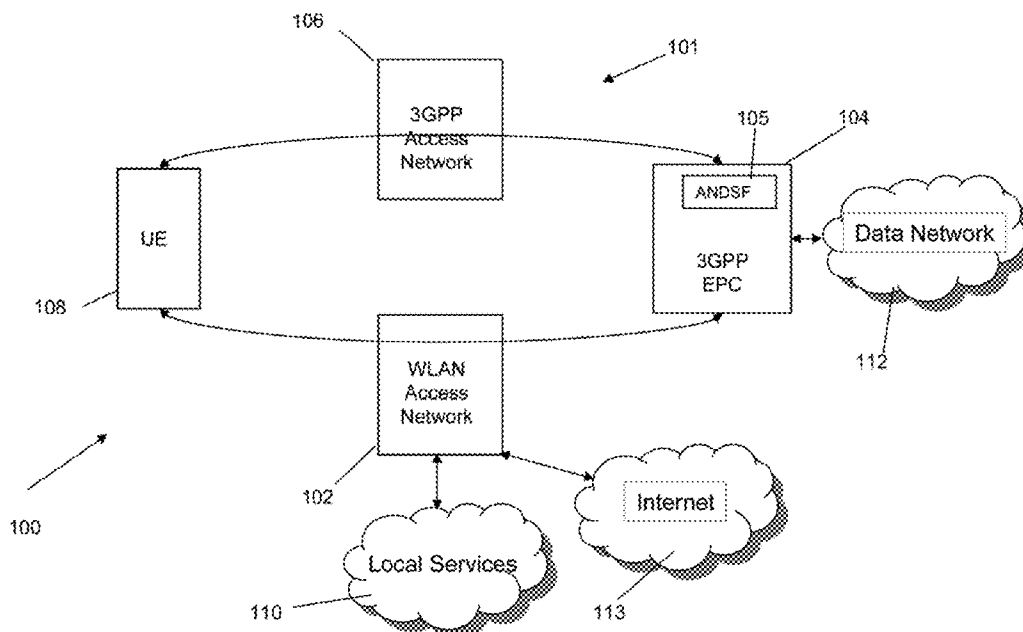 106
101
3GPP
Access
Network
105
104
ANDSF
UE
Data Network
3GPP
EPC
108
112
WLAN
Access
Network
102
Internet
100
Local Services
110
113